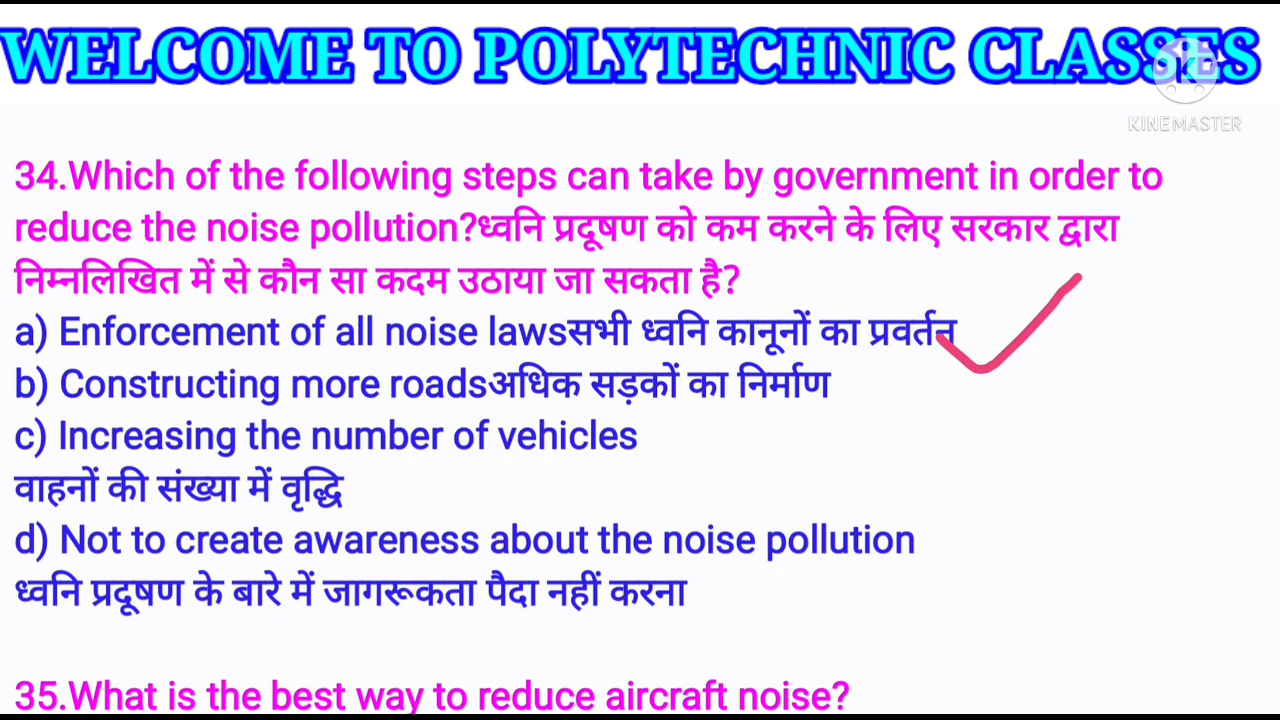 WELCOME TO POLYTECHNIC CLASSES
KINEMASTER
34.Which of the following steps can take by government in order to
reduce the noise pollution?ध्वनि प्रदूषण को कम करने के लिए सरकार द्वारा
निम्नलिखित में से कौन सा कदम उठाया जा सकता है?
a) Enforcement of all noise lawsसभी ध्वनि कानूनों का प्रवर्तन
b) Constructing more roadsअधिक सड़कों का निर्माण
c) Increasing the number of vehicles
वाहनों की संख्या में वृद्धि
d) Not to create awareness about the noise pollution
ध्वनि प्रदूषण के बारे में जागरूकता पैदा नहीं करना
35.What is the best way to reduce aircraft noise?